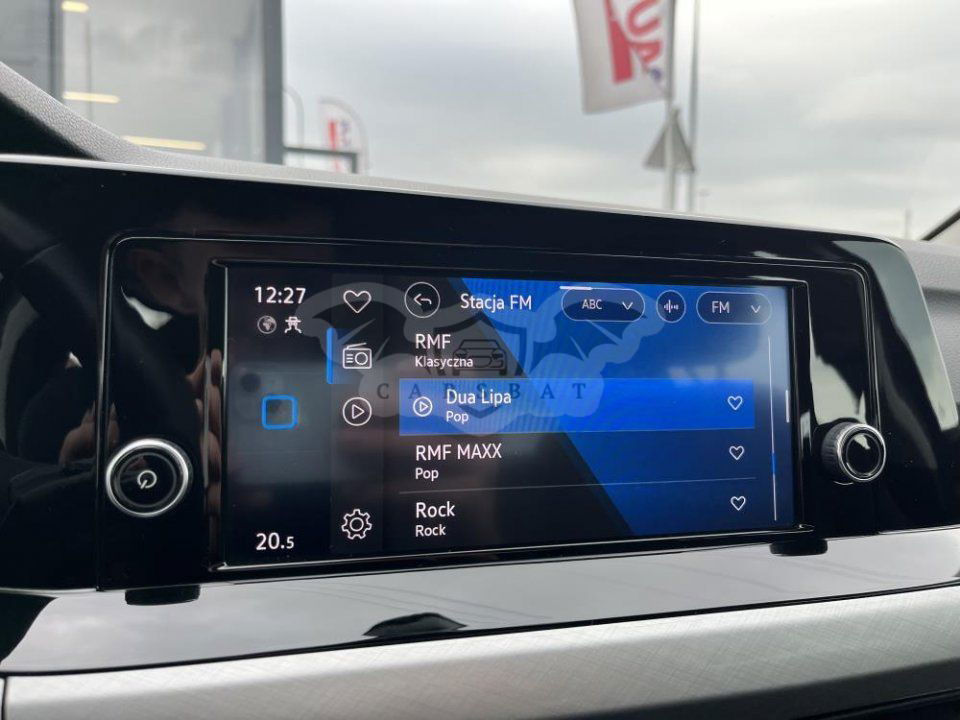 12:27
Stacja FM
ABC
FM
RMF
Klasyczna
CARSBAT
Dua Lipa
Pop
RMF MAXX
Pop
Rock
Rock
20.5